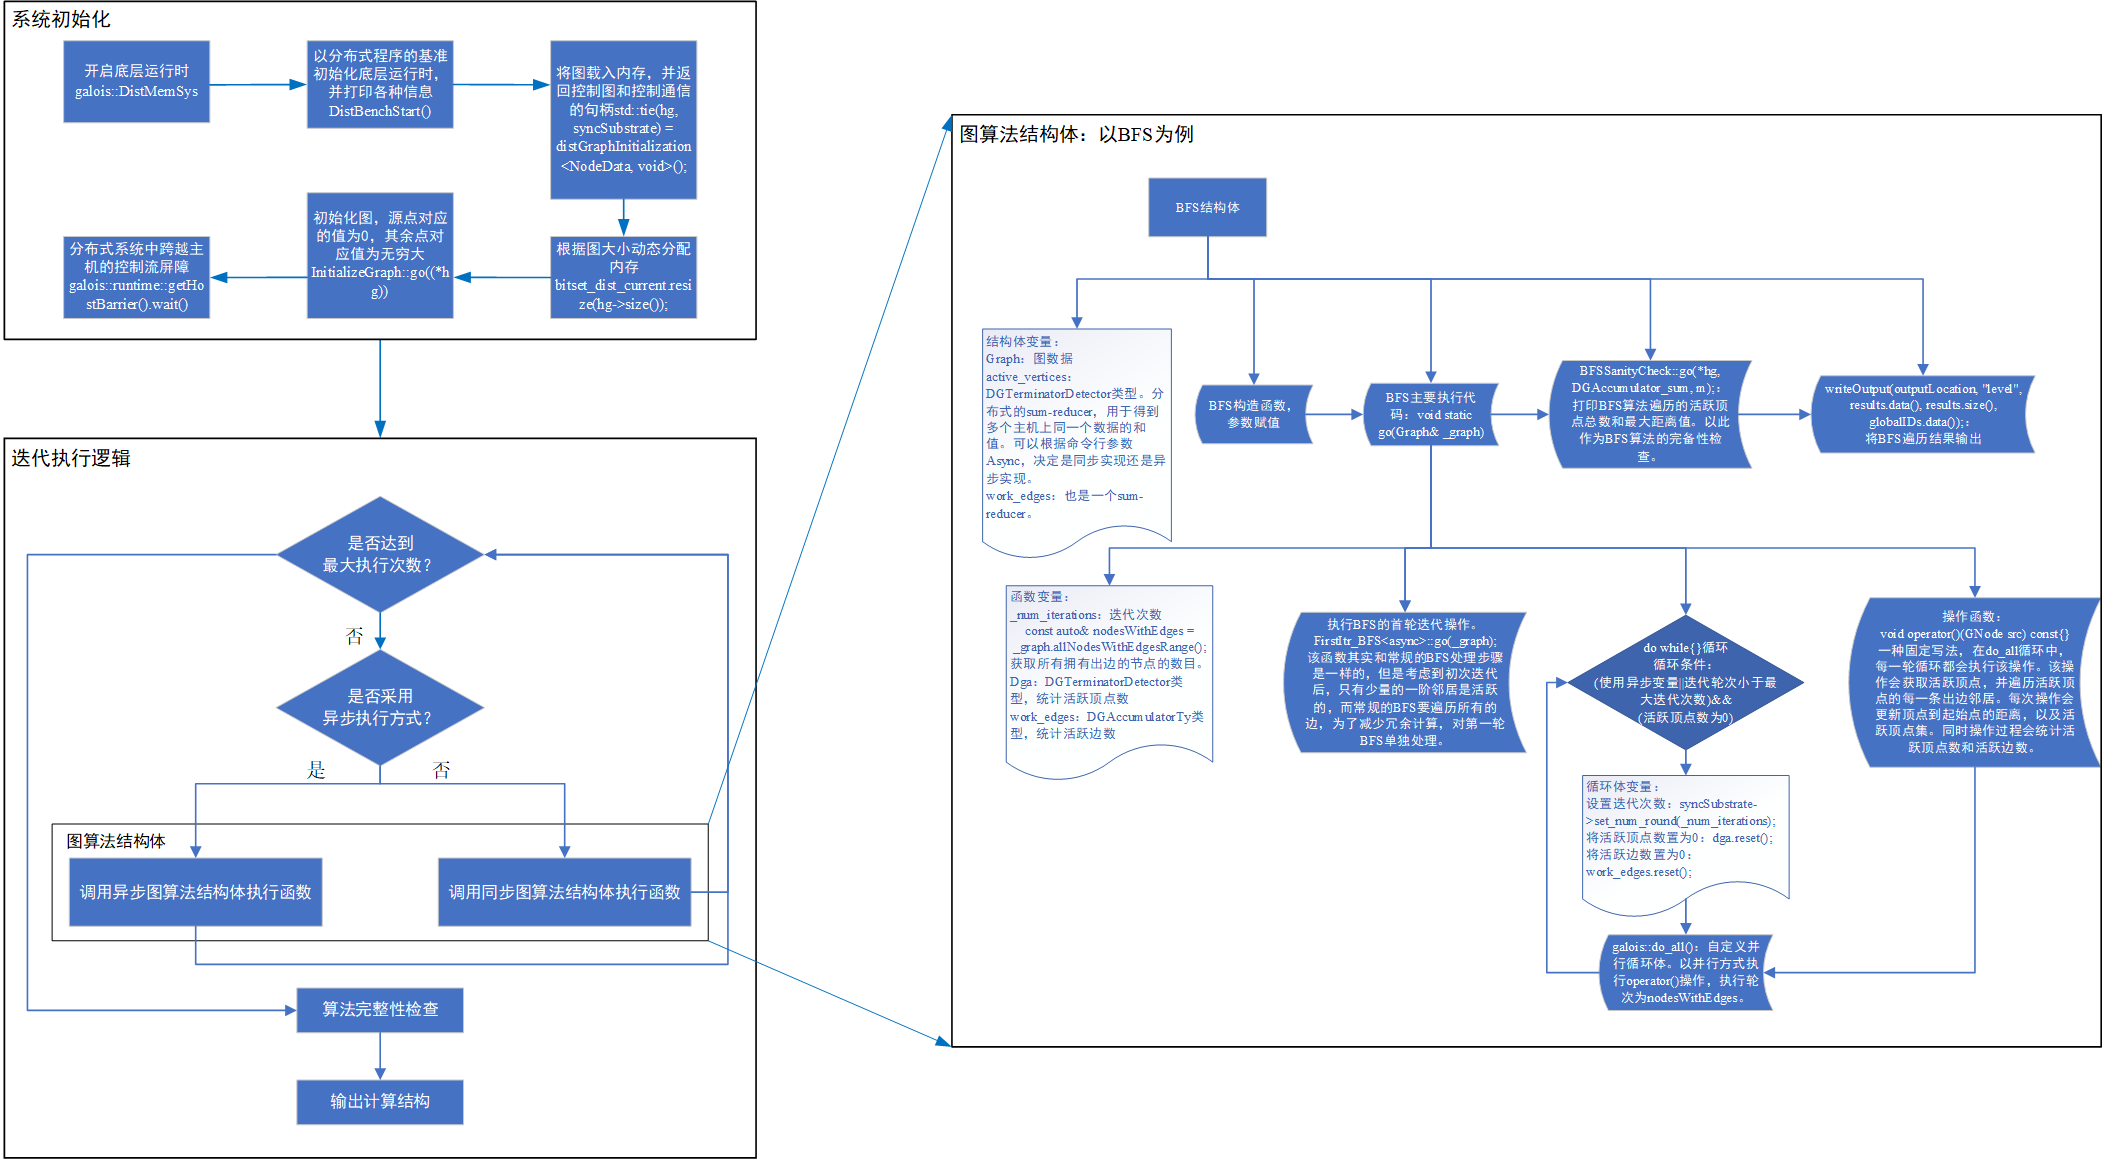 系统初始化
开启底层运行时
galois::DistMemSys
以分布式程序的基准
初始化底层运行时,
并打印各种信息
DistBenchStart()
将图载入内存，并返
回控制图和控制通信
的句柄std::tie(hg,
syncSubstrate) =
distGraphInitialization
<NodeData, void>();
根据图大小动态分配
内存
bitset_dist_current.resi
ze(hg->size());
初始化图，源点对应
的值为0，其余点对
应值为无穷大
InitializeGraph::go((*h
g))
分布式系统中跨越主
机的控制流屏障
galois::runtime::getHo
stBarrier().wait()
迭代执行逻辑
是否达到
最大执行次数？
否
是否采用
异步执行方式？
是
否
图算法结构体
调用异步图算法结构体执行函数
调用同步图算法结构体执行函数
算法完整性检查
输出计算结构
图算法结构体：以BFS为例
BFS结构体
结构体变量：
Graph：图数据
active_vertices：
DGTerminatorDetector类型。分
布式的sum-reducer，用于得到
多个主机上同一个数据的和
值。可以根据命令行参数
Async，决定是同步实现还是异
步实现。
work_edges：也是一个sum-
reducer。
BFS构造函数，
参数赋值
BFS主要执行代
码：void static
go(Graph& _graph)
BFSSanityCheck::go(*hg,
DGAccumulator_sum, m);：
打印BFS算法遍历的活跃顶
点总数和最大距离值。以此
作为BFS算法的完备性检
查。
writeOutput(outputLocation, "level",
results.data(), results.size(),
globalIDs.data());：
将BFS遍历结果输出
函数变量：
_num_iterations：迭代次数
const auto& nodesWithEdges =
_graph.allNodesWithEdgesRange();
获取所有拥有出边的节点的数目。
Dga：DGTerminatorDetector类
型，统计活跃顶点数
work_edges：DGAccumulatorTy类
型，统计活跃边数
执行BFS的首轮迭代操作。
FirstItr_BFS<async>::go(_graph);
该函数其实和常规的BFS处理步骤
是一样的，但是考虑到初次迭代
后，只有少量的一阶邻居是活跃
的，而常规的BFS要遍历所有的
边，为了减少冗余计算，对第一轮
BFS单独处理。
do while{}循环
循环条件：
(使用异步变量||迭代轮次小于最
大迭代次数)&&
(活跃顶点数为0)
操作函数：
void operator()(GNode src) const{}
一种固定写法，在do_all循环中，
每一轮循环都会执行该操作。该操
作会获取活跃顶点，并遍历活跃顶
点的每一条出边邻居。每次操作会
更新顶点到起始点的距离，以及活
跃顶点集。同时操作过程会统计活
跃顶点数和活跃边数。
循环体变量：
设置迭代次数：syncSubstrate-
>set_num_round(_num_iterations);
将活跃顶点数置为0：dga.reset();
将活跃边数置为0：
work_edges.reset();
galois::do_all()：自定义并
行循环体。以并行方式执
行operator()操作，执行轮
次为nodesWithEdges。